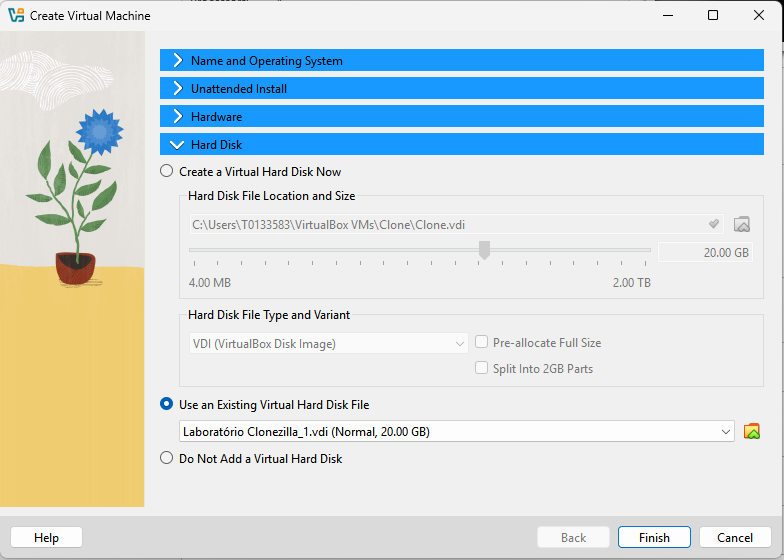 Create Virtual Machine
Name and Operating System
Unattended Install
Hardware
Hard Disk
Create a Virtual Hard Disk Now
Hard Disk File Location and Size
C:\Users\T0133583\VirtualBox VMs\Clone\Clone.vdi
20.00 GB
4.00 MB 2.00 TB
Hard Disk File Type and Variant
VDI (VirtualBox Disk Image) Pre-allocate Full Size
Split Into 2GB Parts
Use an Existing Virtual Hard Disk File
Laboratório Clonezilla_1.vdi (Normal, 20.00 GB)
Do Not Add a Virtual Hard Disk
Help Back Finish Cancel